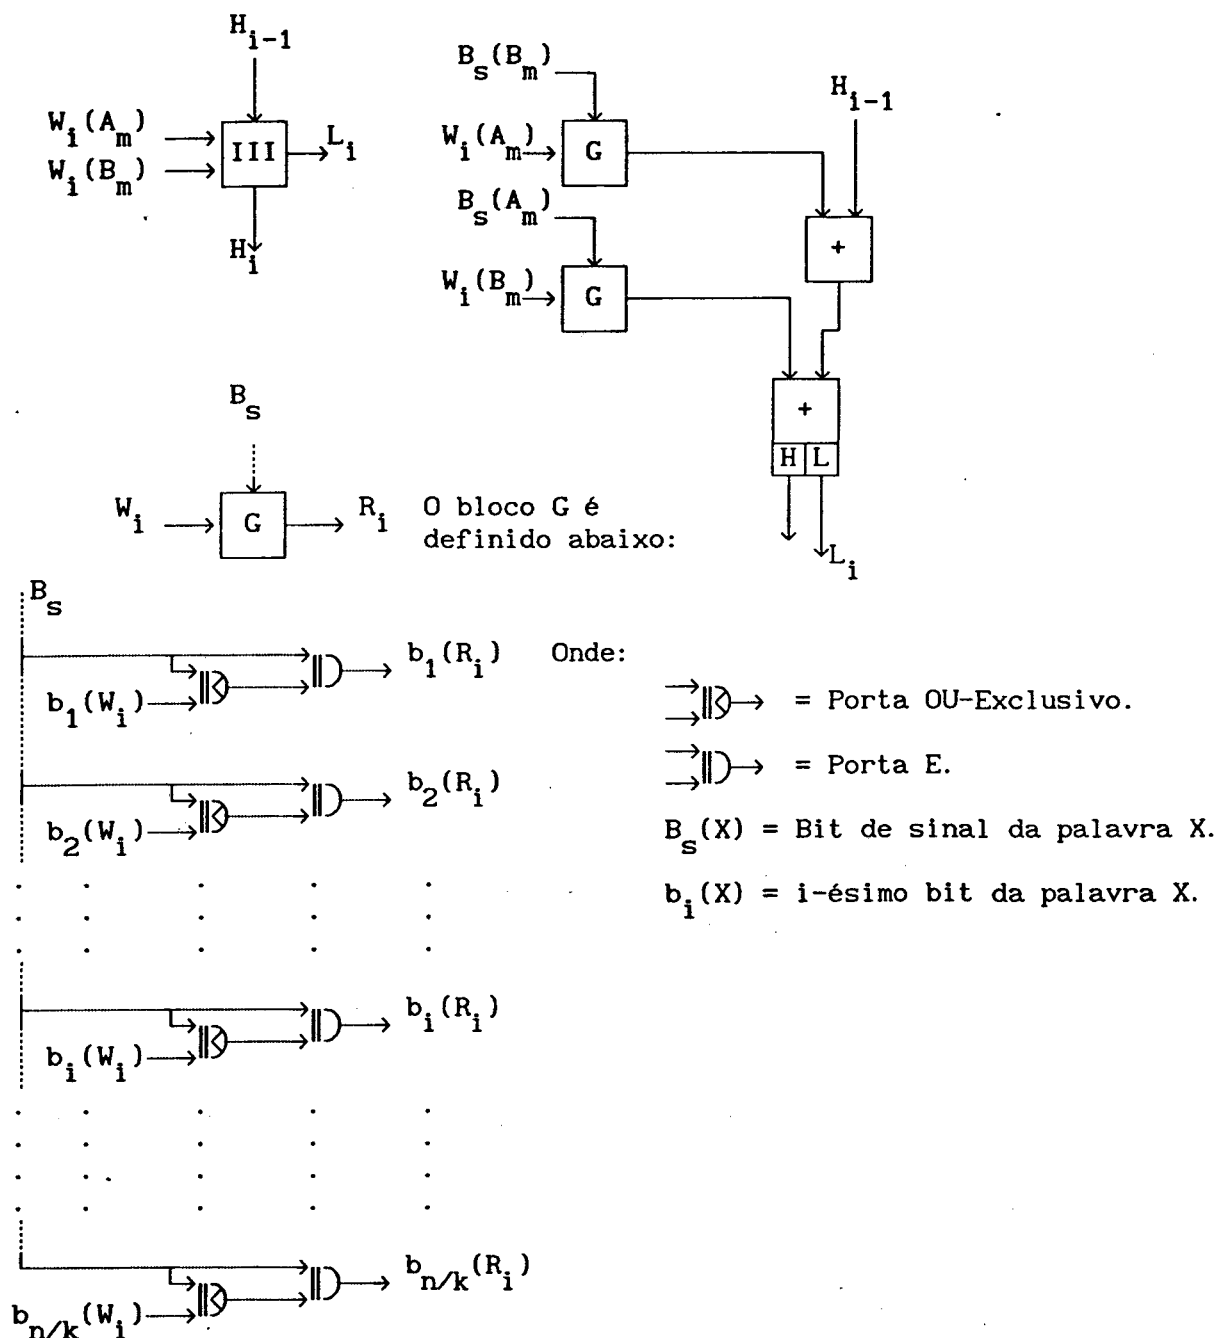 H_{i-1}
W_i(A_m)
W_i(B_m)
III
L_i
H_i
B_s(B_m)
W_i(A_m)
G
B_s(A_m)
W_i(B_m)
G
H_{i-1}
+
+
H L
L_i
B_s
W_i
G
R_i
O bloco G é
definido abaixo:
B_s
b_1(W_i)
b_1(R_i)
Onde:
= Porta OU-Exclusivo.
b_2(W_i)
b_2(R_i)
= Porta E.
B_s(X) = Bit de sinal da palavra X.
b_i(X) = i-ésimo bit da palavra X.
b_i(W_i)
b_i(R_i)
b_{n/k}(W_i)
b_{n/k}(R_i)